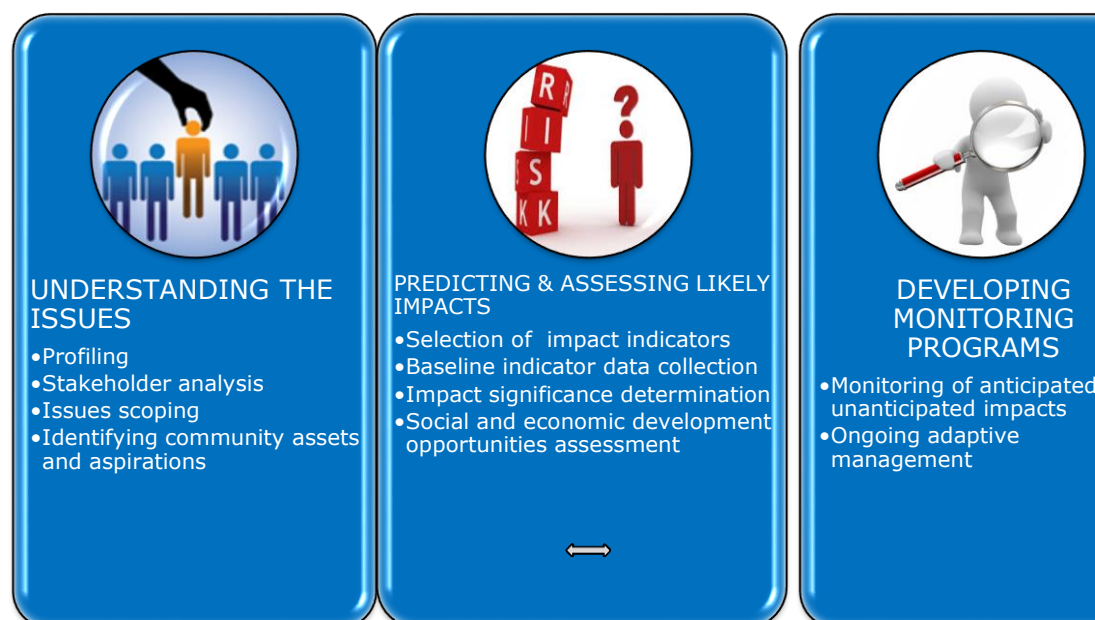 UNDERSTANDING THE
ISSUES
•Profiling
•Stakeholder analysis
•Issues scoping
•Identifying community assets
and aspirations
R R
I I
S S
K K
?
PREDICTING & ASSESSING LIKELY
IMPACTS
•Selection of impact indicators
•Baseline indicator data collection
•Impact significance determination
•Social and economic development
opportunities assessment
DEVELOPING
MONITORING
PROGRAMS
•Monitoring of anticipated
unanticipated impacts
•Ongoing adaptive
management